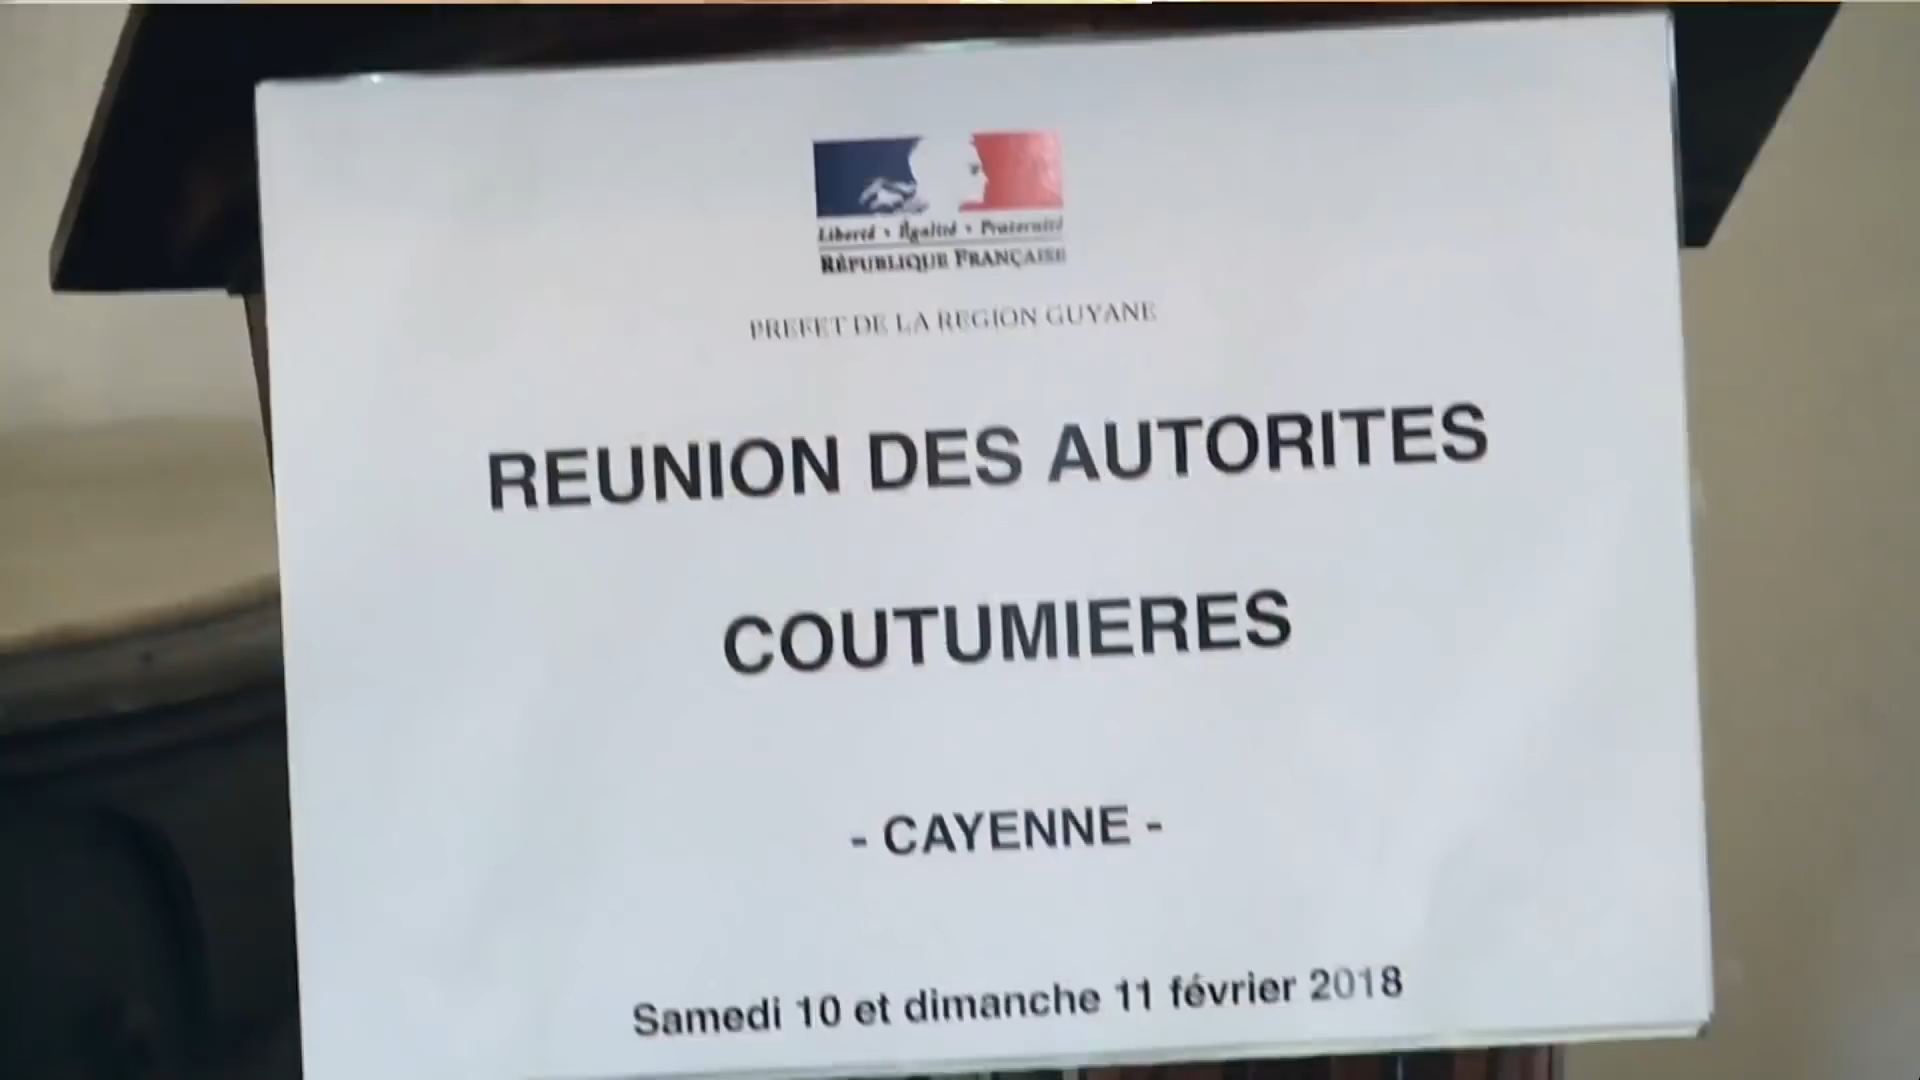 Liberté • Égalité • Fraternité
RÉPUBLIQUE FRANÇAISE
PREFET DE LA REGION GUYANE
REUNION DES AUTORITES
COUTUMIERES
- CAYENNE -
Samedi 10 et dimanche 11 février 2018